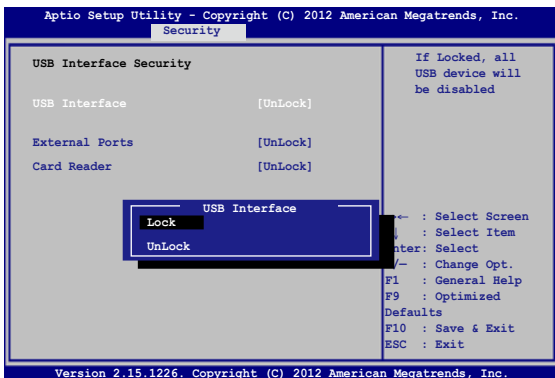 Aptio Setup Utility - Copyright (C) 2012 American Megatrends, Inc.
Security
USB Interface Security
USB Interface [UnLock]
External Ports [UnLock]
Card Reader [UnLock]
If Locked, all
USB device will
be disabled
USB Interface
Lock
UnLock
← : Select Screen
↓ : Select Item
nter: Select
/— : Change Opt.
F1 : General Help
F9 : Optimized
Defaults
F10 : Save & Exit
ESC : Exit
Version 2.15.1226. Copyright (C) 2012 American Megatrends, Inc.